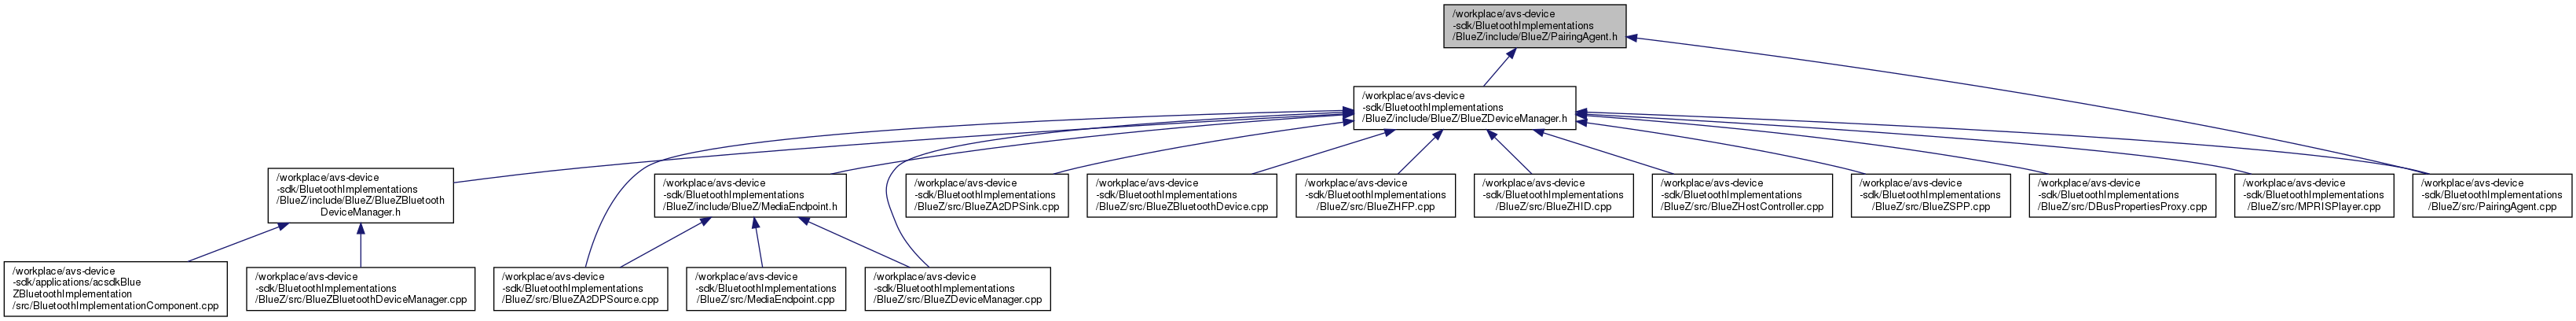 /workplace/avs-device
-sdk/BluetoothImplementations
/BlueZ/include/BlueZ/PairingAgent.h
/workplace/avs-device
-sdk/BluetoothImplementations
/BlueZ/include/BlueZ/BlueZDeviceManager.h
/workplace/avs-device
-sdk/BluetoothImplementations
/BlueZ/include/BlueZ/BlueZBluetooth
DeviceManager.h
/workplace/avs-device
-sdk/BluetoothImplementations
/BlueZ/include/BlueZ/MediaEndpoint.h
/workplace/avs-device
-sdk/BluetoothImplementations
/BlueZ/src/BlueZA2DPSink.cpp
/workplace/avs-device
-sdk/BluetoothImplementations
/BlueZ/src/BlueZBluetoothDevice.cpp
/workplace/avs-device
-sdk/BluetoothImplementations
/BlueZ/src/BlueZHFP.cpp
/workplace/avs-device
-sdk/BluetoothImplementations
/BlueZ/src/BlueZHID.cpp
/workplace/avs-device
-sdk/BluetoothImplementations
/BlueZ/src/BlueZHostController.cpp
/workplace/avs-device
-sdk/BluetoothImplementations
/BlueZ/src/BlueZSPP.cpp
/workplace/avs-device
-sdk/BluetoothImplementations
/BlueZ/src/DBusPropertiesProxy.cpp
/workplace/avs-device
-sdk/BluetoothImplementations
/BlueZ/src/MPRISPlayer.cpp
/workplace/avs-device
-sdk/BluetoothImplementations
/BlueZ/src/PairingAgent.cpp
/workplace/avs-device
-sdk/applications/acsdkBlue
ZBluetoothImplementation
/src/BluetoothImplementationComponent.cpp
/workplace/avs-device
-sdk/BluetoothImplementations
/BlueZ/src/BlueZBluetoothDeviceManager.cpp
/workplace/avs-device
-sdk/BluetoothImplementations
/BlueZ/src/BlueZA2DPSource.cpp
/workplace/avs-device
-sdk/BluetoothImplementations
/BlueZ/src/MediaEndpoint.cpp
/workplace/avs-device
-sdk/BluetoothImplementations
/BlueZ/src/BlueZDeviceManager.cpp